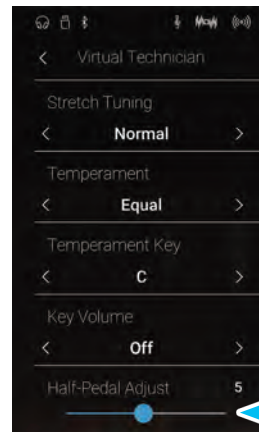 < Virtual Technician
Stretch Tuning
< Normal >
Temperament
< Equal >
Temperament Key
< C >
Key Volume
< Off >
Half-Pedal Adjust 5